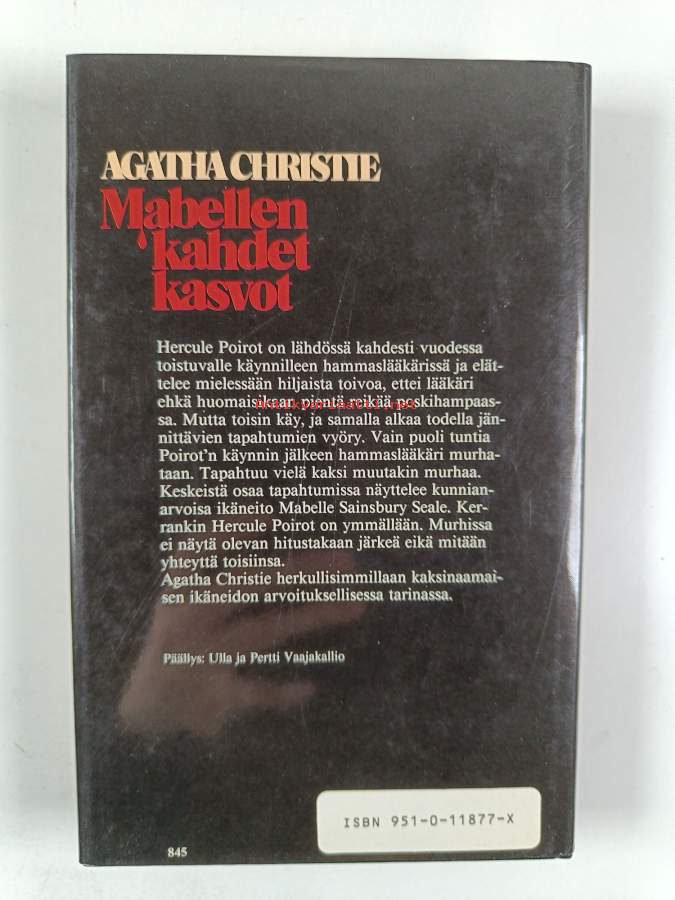 AGATHA CHRISTIE
Mabellen
kahdet
kasvot
Hercule Poirot on lähdössä kahdesti vuodessa
toistuvalle käynnilleen hammaslääkärissä ja elät-
telee mielessään hiljaista toivoa, ettei lääkäri
ehkä huomaisikaan pientä reikää poskihampaas-
Antikvariaatti.net
sa. Mutta toisin käy, ja samalla alkaa todella jän-
nittävien tapahtumien vyöry. Vain puoli tuntia
Poirot'n käynnin jälkeen hammaslääkäri murha-
taan. Tapahtuu vielä kaksi muutakin murhaa.
Keskeistä osaa tapahtumissa näyttelee kunnian-
arvoisa ikäneito Mabelle Sainsbury Seale. Ker-
rankin Hercule Poirot on ymmällään. Murhissa
ei näytä olevan hitustakaan järkeä eikä mitään
yhteyttä toisiinsa.
Agatha Christie herkullisimmillaan kaksinaamai-
sen ikäneidon arvoituksellisessa tarinassa.
Päällys: Ulla ja Pertti Vaajakallio
ISBN 951-0-11877-X
845